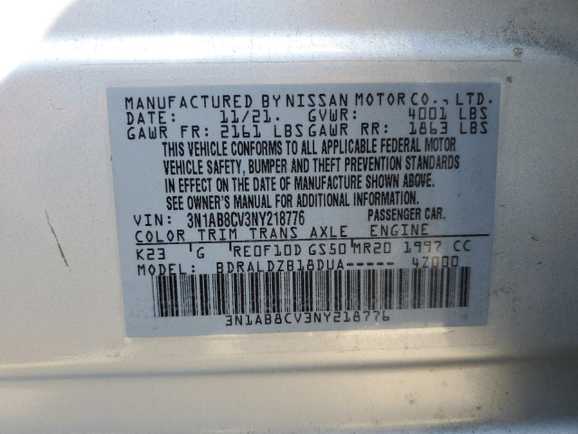 MANUFACTURED BY NISSAN MOTOR CO., LTD.
DATE: 11/21. GVWR: 4001 LBS
GAWR FR: 2161 LBS GAWR RR: 1863 LBS
THIS VEHICLE CONFORMS TO ALL APPLICABLE FEDERAL MOTOR
VEHICLE SAFETY, BUMPER AND THEFT PREVENTION STANDARDS
IN EFFECT ON THE DATE OF MANUFACTURE SHOWN ABOVE.
SEE OWNER'S MANUAL FOR ADDITIONAL INFORMATION.
VIN: 3N1AB8CV3NY218776 PASSENGER CAR.
COLOR TRIM TRANS AXLE ENGINE
K23 G RE0F10D GS50 MR20 1997 CC
MODEL: BDRALDZB18DUA----- 4Z000
3N1AB8CV3NY218776